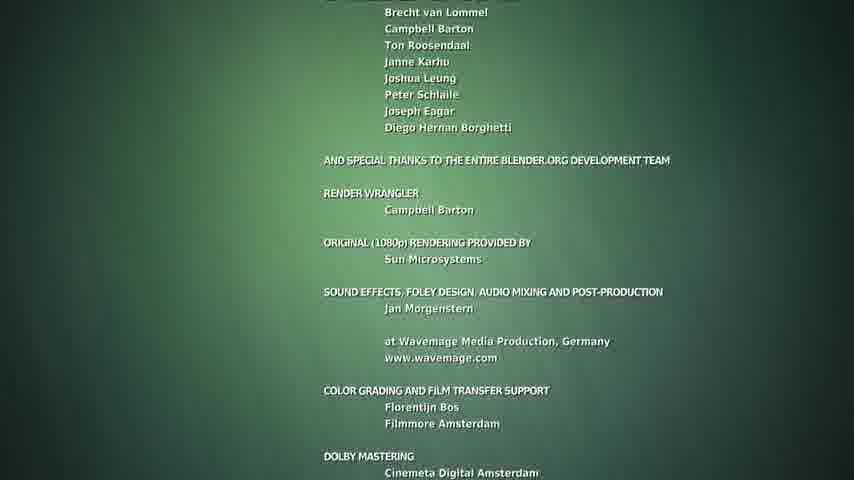 Brecht van Lommel
Campbell Barton
Ton Roosendaal
Janne Karhu
Joshua Leung
Peter Schlaile
Joseph Eagar
Diego Hernan Borghetti
AND SPECIAL THANKS TO THE ENTIRE BLENDER.ORG DEVELOPMENT TEAM
RENDER WRANGLER
Campbell Barton
ORIGINAL (1080p) RENDERING PROVIDED BY
Sun Microsystems
SOUND EFFECTS, FOLEY DESIGN, AUDIO MIXING AND POST-PRODUCTION
Jan Morgenstern
at Wavemage Media Production, Germany
www.wavemage.com
COLOR GRADING AND FILM TRANSFER SUPPORT
Florentijn Bos
Filmmore Amsterdam
DOLBY MASTERING
Cinemeta Digital Amsterdam